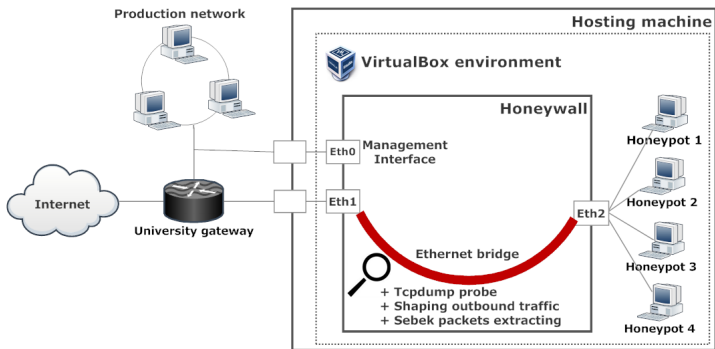 Production network
Hosting machine
VirtualBox environment
Honeywall
Eth0
Management
Interface
Eth1
Eth2
Internet
University gateway
Ethernet bridge
+ Tcpdump probe
+ Shaping outbound traffic
+ Sebek packets extracting
Honeypot 1
Honeypot 2
Honeypot 3
Honeypot 4